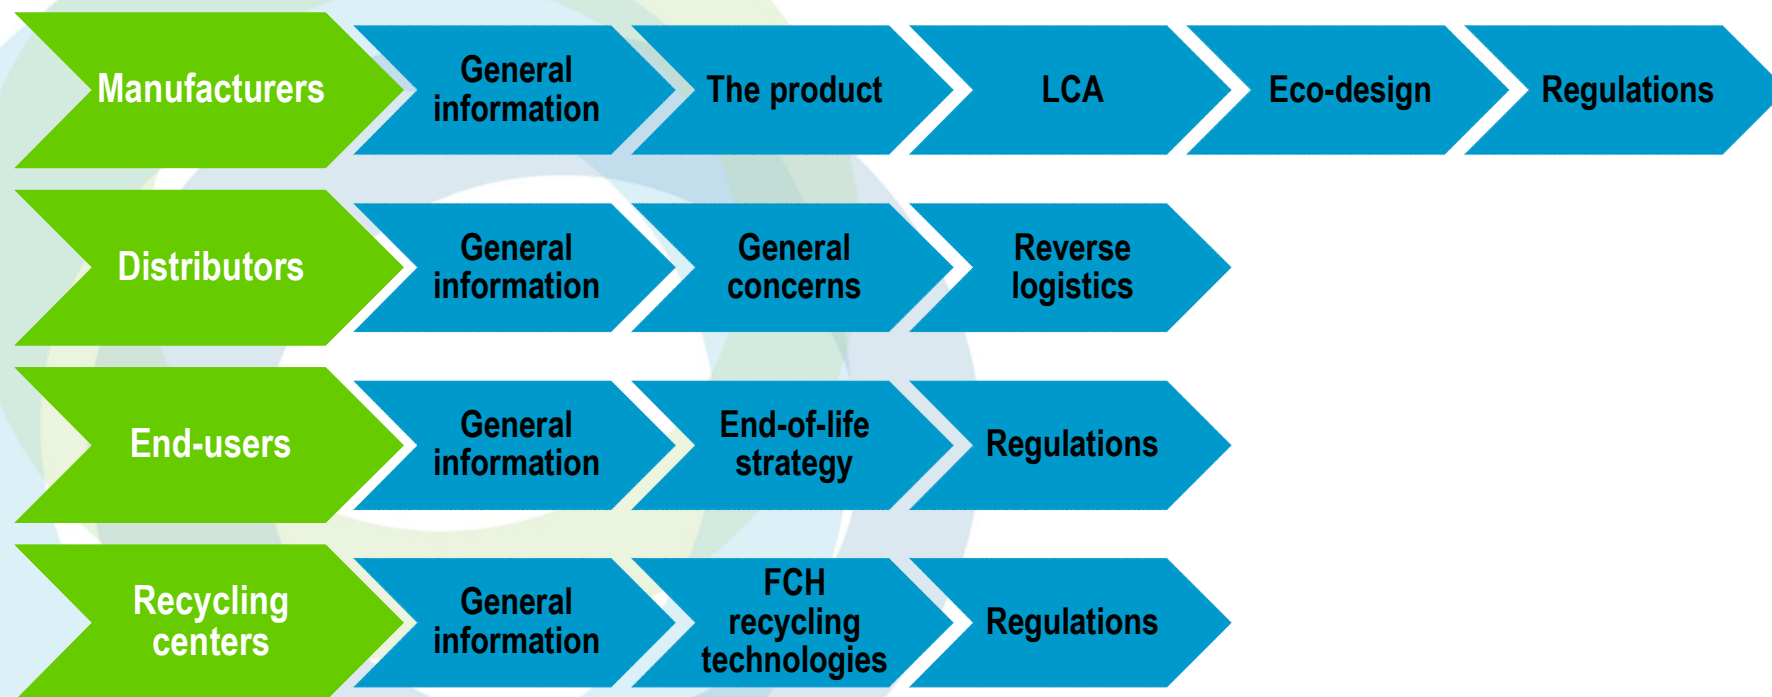 Manufacturers
General
information
The product
LCA
Eco-design
Regulations
Distributors
General
information
General
concerns
Reverse
logistics
End-users
General
information
End-of-life
strategy
Regulations
Recycling
centers
General
information
FCH
recycling
technologies
Regulations